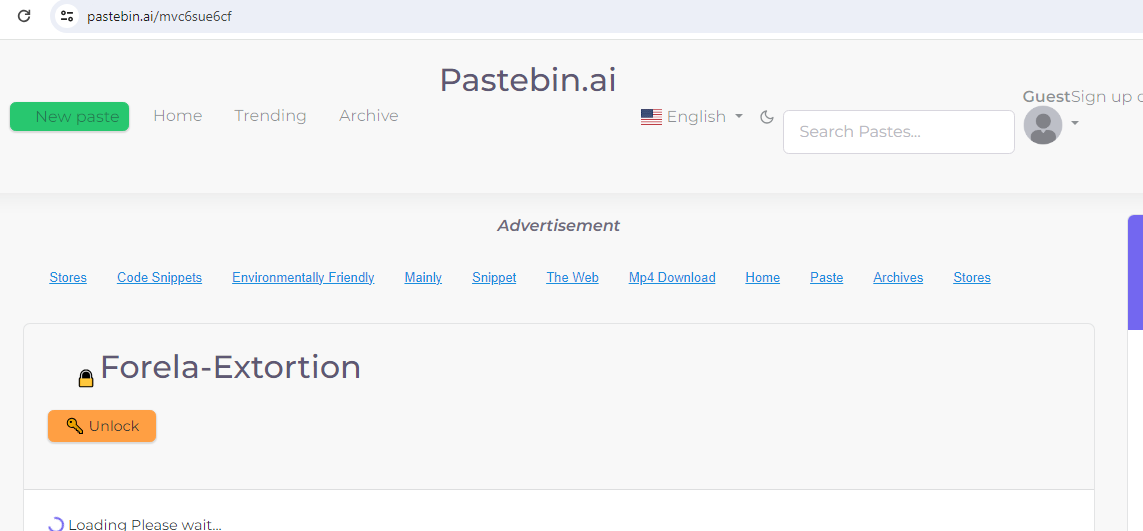 pastebin.ai/mvc6sue6cf
Pastebin.ai
New paste Home Trending Archive
English
Search Pastes...
GuestSign up
Advertisement
Stores Code Snippets Environmentally Friendly Mainly Snippet The Web Mp4 Download Home Paste Archives Stores
Forela-Extortion
Unlock
Loading Please wait...